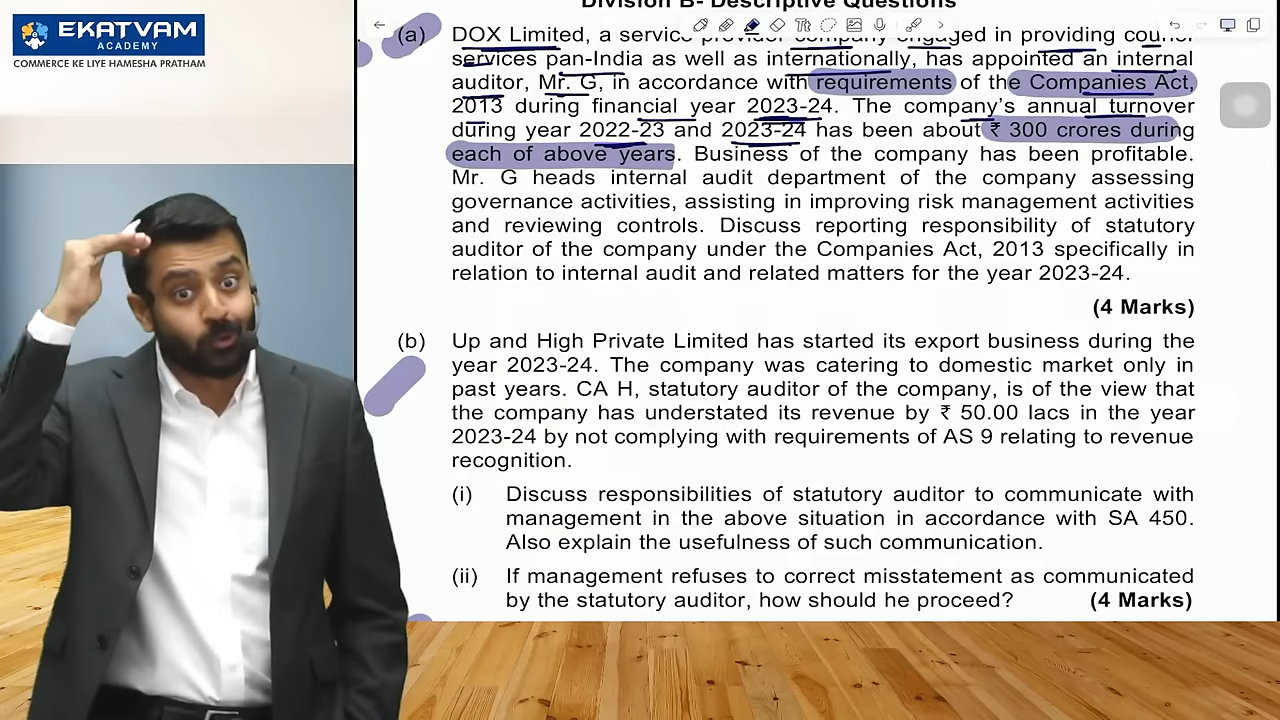 EKATVAM
ACADEMY
COMMERCE KE LIYE HAMESHA PRATHAM
Division B- Descriptive Questions
(a) DOX Limited, a service provider company engaged in providing courier
services pan-India as well as internationally, has appointed an internal
auditor, Mr. G, in accordance with requirements of the Companies Act,
2013 during financial year 2023-24. The company's annual turnover
during year 2022-23 and 2023-24 has been about ₹ 300 crores during
each of above years. Business of the company has been profitable.
Mr. G heads internal audit department of the company assessing
governance activities, assisting in improving risk management activities
and reviewing controls. Discuss reporting responsibility of statutory
auditor of the company under the Companies Act, 2013 specifically in
relation to internal audit and related matters for the year 2023-24.
(4 Marks)
(b) Up and High Private Limited has started its export business during the
year 2023-24. The company was catering to domestic market only in
past years. CA H, statutory auditor of the company, is of the view that
the company has understated its revenue by ₹ 50.00 lacs in the year
2023-24 by not complying with requirements of AS 9 relating to revenue
recognition.
(i) Discuss responsibilities of statutory auditor to communicate with
management in the above situation in accordance with SA 450.
Also explain the usefulness of such communication.
(ii) If management refuses to correct misstatement as communicated
by the statutory auditor, how should he proceed? (4 Marks)